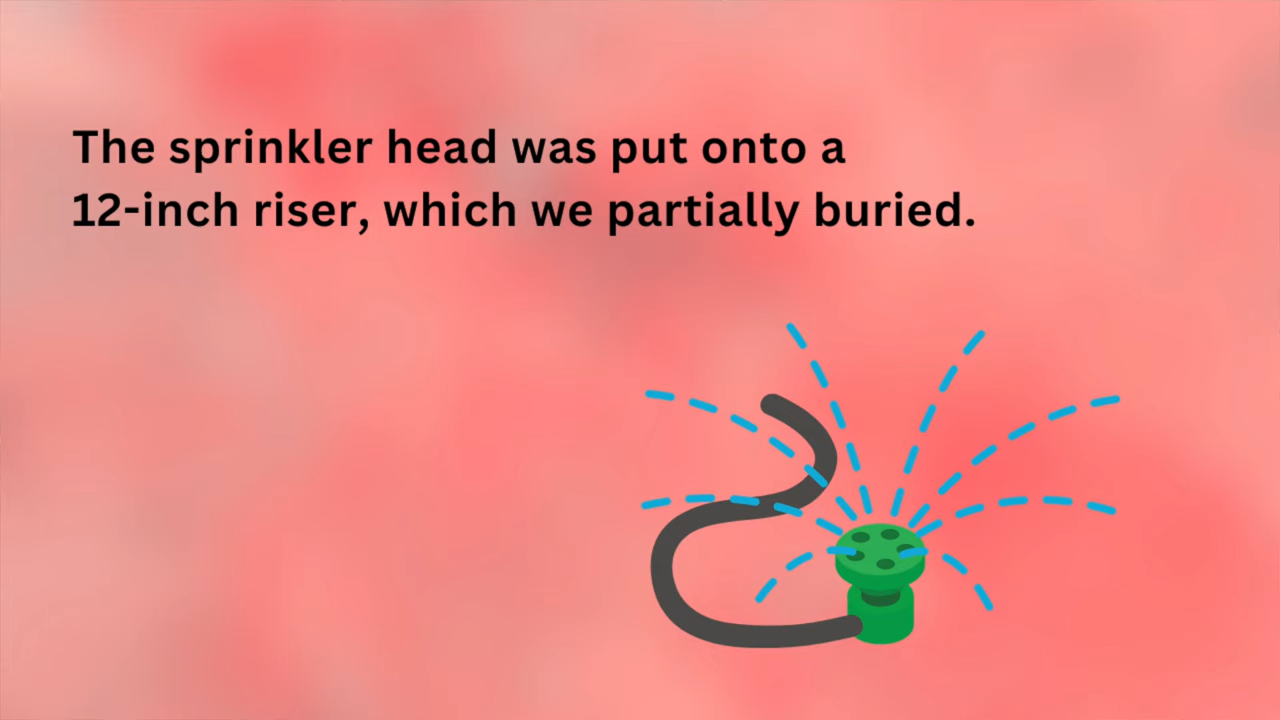 The sprinkler head was put onto a
12-inch riser, which we partially buried.